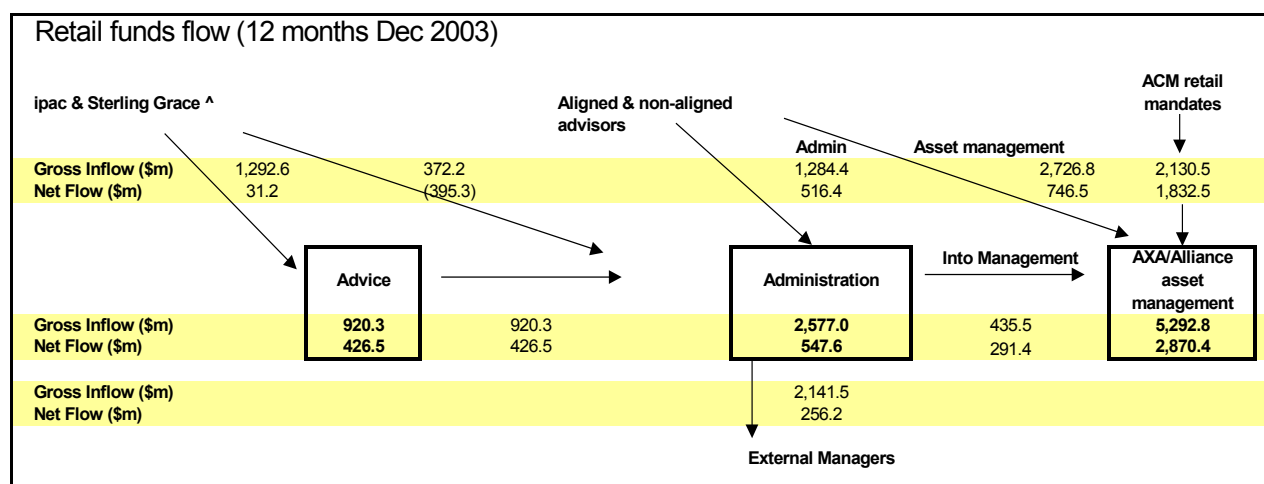 Retail funds flow (12 months Dec 2003)
ACM retail
mandates
ipac & Sterling Grace ^
Aligned & non-aligned
advisors
Admin Asset management
Gross Inflow ($m) 1,292.6 372.2 1,284.4 2,726.8 2,130.5
Net Flow ($m) 31.2 (395.3) 516.4 746.5 1,832.5
Advice
Administration
Into Management
AXA/Alliance
asset
management
Gross Inflow ($m) 920.3 920.3 2,577.0 435.5 5,292.8
Net Flow ($m) 426.5 426.5 547.6 291.4 2,870.4
Gross Inflow ($m) 2,141.5
Net Flow ($m) 256.2
External Managers